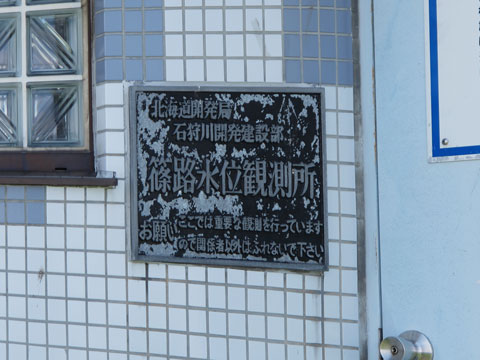 北海道開発局
石狩川開発建設部
篠路水位観測所
お願い ここでは重要な観測を行っています
ので関係者以外はふれないで下さい